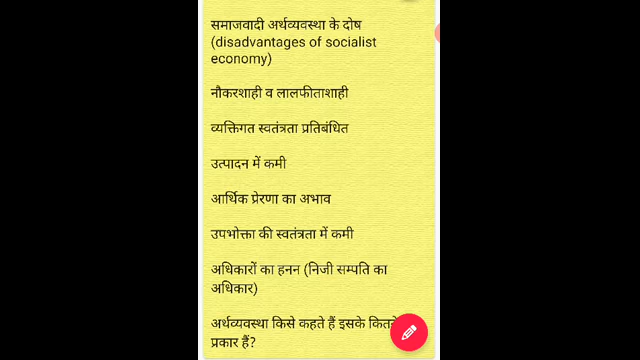 समाजवादी अर्थव्यवस्था के दोष
(disadvantages of socialist
economy)
नौकरशाही व लालफीताशाही
व्यक्तिगत स्वतंत्रता प्रतिबंधित
उत्पादन में कमी
आर्थिक प्रेरणा का अभाव
उपभोक्ता की स्वतंत्रता में कमी
अधिकारों का हनन (निजी सम्पति का
अधिकार)
अर्थव्यवस्था किसे कहते हैं इसके
प्रकार हैं?